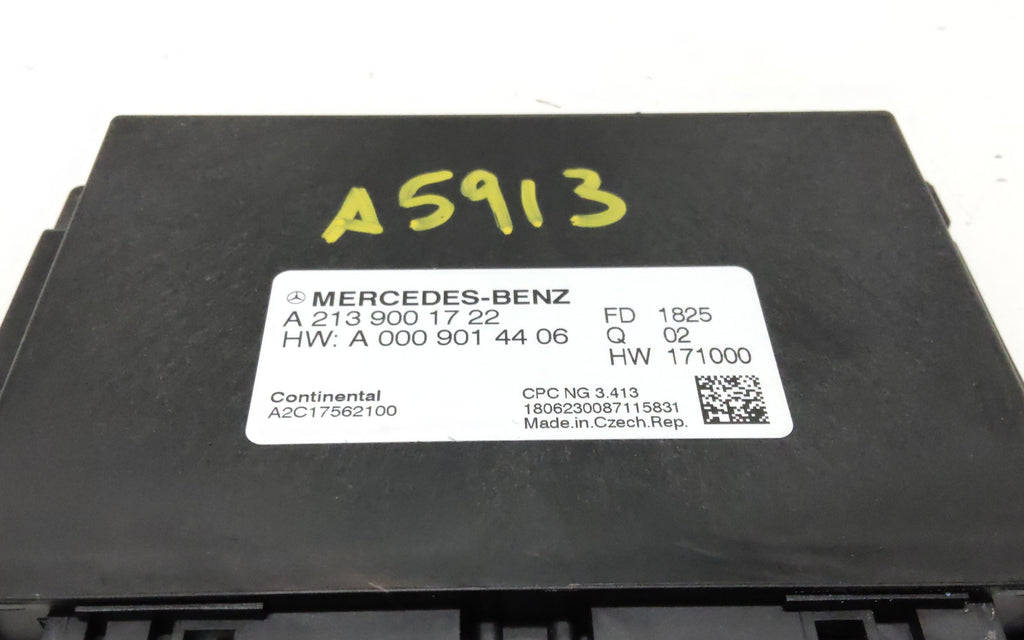 A5913
MERCEDES-BENZ
A 213 900 17 22
HW: A 000 901 44 06
FD 1825
Q 02
HW 171000
Continental
A2C17562100
CPC NG 3.413
1806230087115831
Made.in.Czech.Rep.